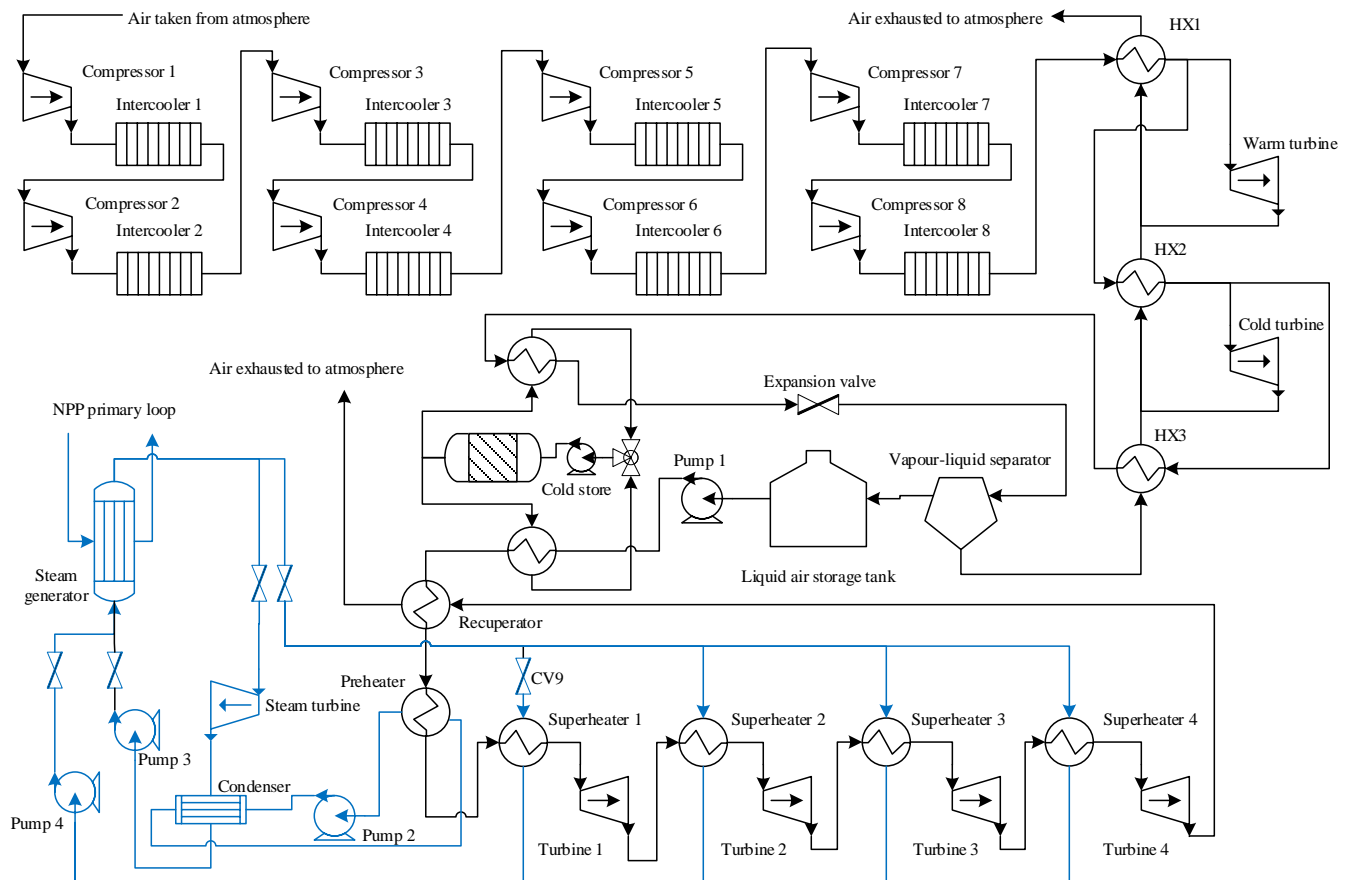 Air taken from atmosphere
Air exhausted to atmosphere
HX1
Compressor 1
Compressor 3
Compressor 5
Compressor 7
Intercooler 1
Intercooler 3
Intercooler 5
Intercooler 7
Warm turbine
Compressor 2
Compressor 4
Compressor 6
Compressor 8
Intercooler 2
Intercooler 4
Intercooler 6
Intercooler 8
HX2
Cold turbine
Air exhausted to atmosphere
Expansion valve
NPP primary loop
HX3
Pump 1
Vapour-liquid separator
Cold store
Steam
generator
Liquid air storage tank
Recuperator
Preheater
CV9
Steam turbine
Superheater 1
Superheater 2
Superheater 3
Superheater 4
Pump 3
Condenser
Pump 4
Pump 2
Turbine 1
Turbine 2
Turbine 3
Turbine 4